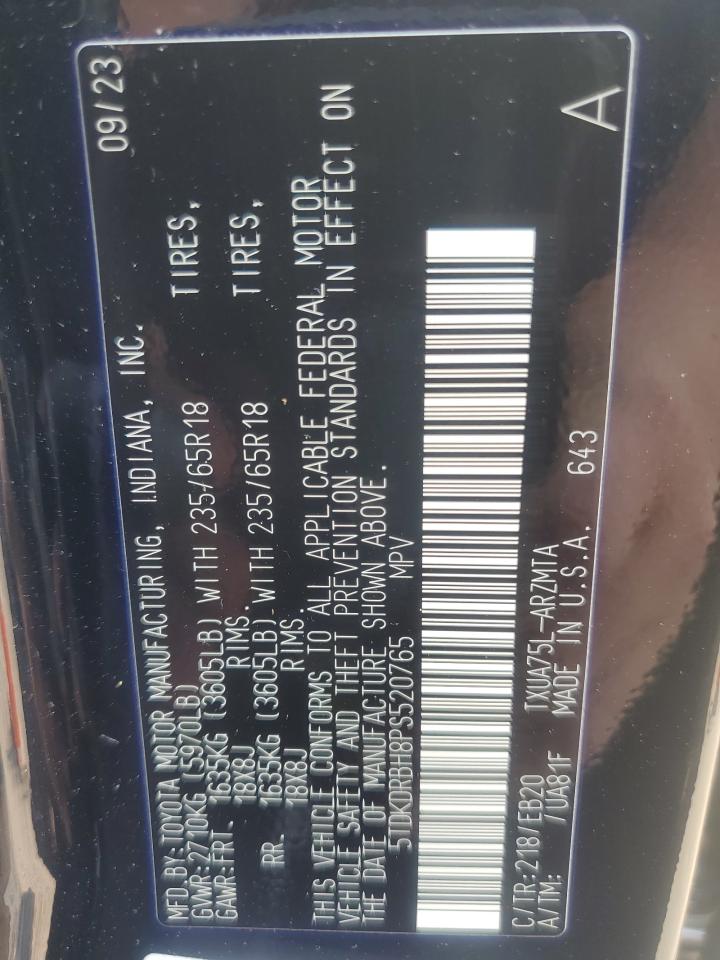 MFD. BY: TOYOTA MOTOR MANUFACTURING, INDIANA, INC. 09/23
GVWR: 2710KG (5970LB)
GAWR: FRT. 1635KG (3605LB) WITH 235/65R18 TIRES,
18X8J RIMS.
RR. 1635KG (3605LB) WITH 235/65R18 TIRES,
18X8J RIMS.
THIS VEHICLE CONFORMS TO ALL APPLICABLE FEDERAL MOTOR
VEHICLE SAFETY AND THEFT PREVENTION STANDARDS IN EFFECT ON
THE DATE OF MANUFACTURE SHOWN ABOVE.
5TDKDRBH8PS520765 MPV
C/TR: 218/EB20 TXUA75L-ARZMTA
A/TM: /UA81F MADE IN U.S.A. 643 A